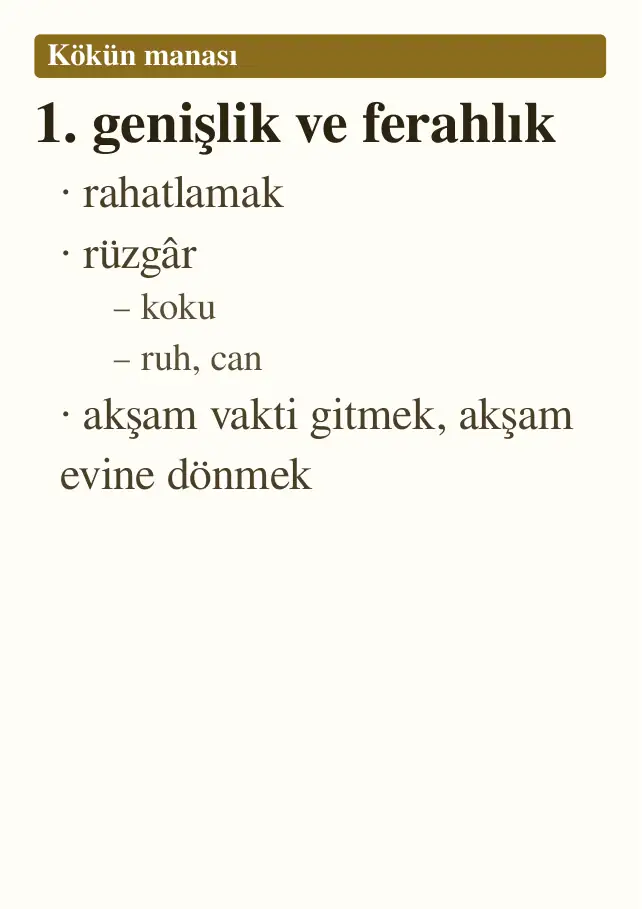 Kökün manası
1. genişlik ve ferahlık
· rahatlamak
· rüzgâr
– koku
– ruh, can
· akşam vakti gitmek, akşam
evine dönmek